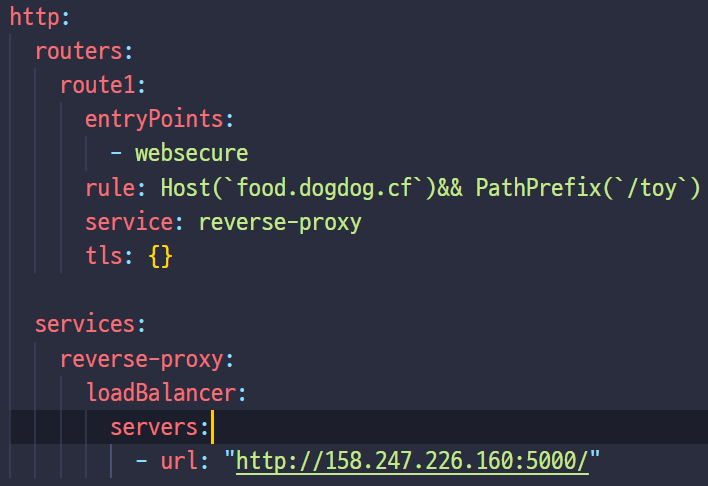 http:
  routers:
    route1:
      entryPoints:
        - websecure
      rule: Host(`food.dogdog.cf`)&& PathPrefix(`/toy`)
      service: reverse-proxy
      tls: {}

  services:
    reverse-proxy:
      loadBalancer:
        servers:
          - url: "http://158.247.226.160:5000/"